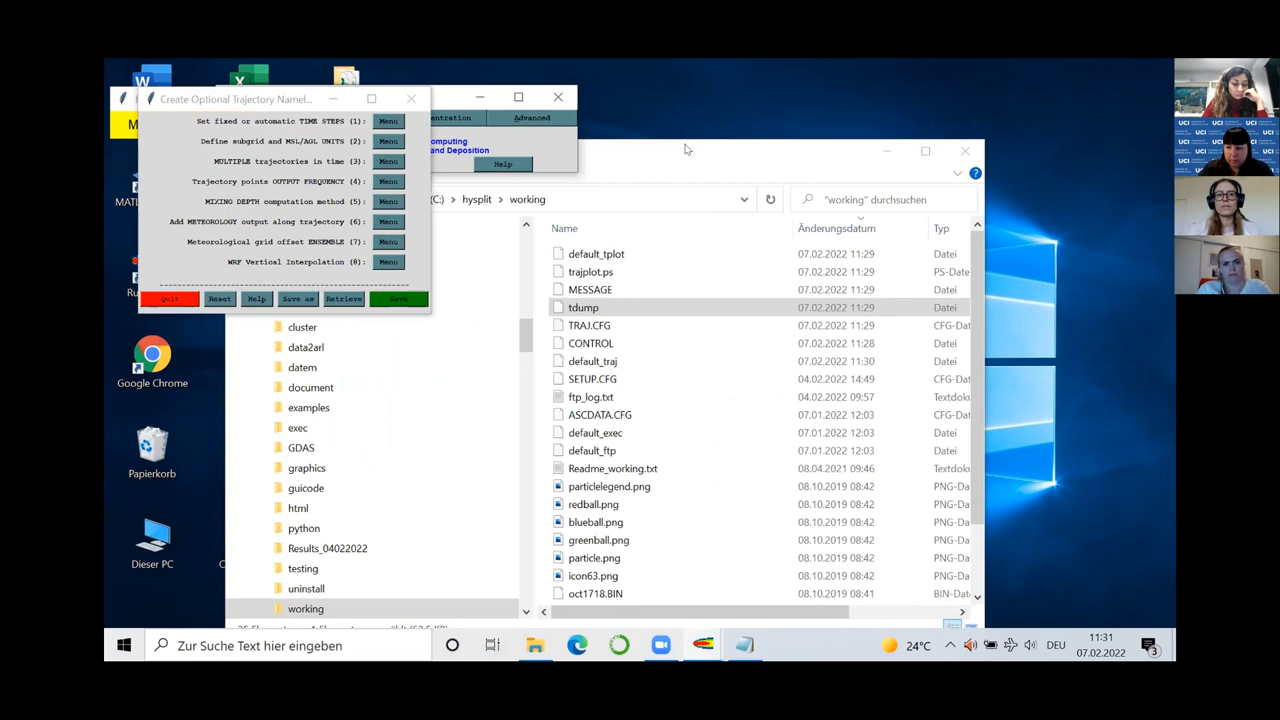 Create Optional Trajectory Namel...
Set fixed or automatic TIME STEPS (1): Menu
Define subgrid and MSL/AGL UNITS (2): Menu
MULTIPLE trajectories in time (3): Menu
Trajectory points OUTPUT FREQUENCY (4): Menu
MIXING DEPTH computation method (5): Menu
Add METEOROLOGY output along trajectory (6): Menu
Meteorological grid offset ENSEMBLE (7): Menu
WRF Vertical Interpolation (8): Menu
Quit Reset Help Save as Retrieve Save
entration Advanced
omputing
and Deposition
Help
(C:) hysplit working
"working" durchsuchen
Name Änderungsdatum Typ
default_tplot 07.02.2022 11:29 Datei
trajplot.ps 07.02.2022 11:29 PS-Date
MESSAGE 07.02.2022 11:29 Datei
tdump 07.02.2022 11:29 Datei
TRAJ.CFG 07.02.2022 11:29 CFG-Dat
CONTROL 07.02.2022 11:28 Datei
default_traj 07.02.2022 11:30 Datei
SETUP.CFG 04.02.2022 14:49 CFG-Dat
ftp_log.txt 04.02.2022 09:57 Textdoku
ASCDATA.CFG 07.01.2022 12:03 CFG-Dat
default_exec 07.01.2022 12:03 Datei
default_ftp 07.01.2022 12:03 Datei
Readme_working.txt 08.04.2021 09:46 Textdoku
particlelegend.png 08.10.2019 08:42 PNG-Da
redball.png 08.10.2019 08:42 PNG-Da
blueball.png 08.10.2019 08:42 PNG-Da
greenball.png 08.10.2019 08:42 PNG-Da
particle.png 08.10.2019 08:42 PNG-Da
icon63.png 08.10.2019 08:42 PNG-Da
oct1718.BIN 08.10.2019 08:42 BIN-Da
cluster
data2arl
datem
document
examples
exec
GDAS
graphics
guicode
html
python
Results_04022022
testing
uninstall
working
MATL
Ru
Google Chrome
Papierkorb
Dieser PC
Zur Suche Text hier eingeben
24°C
DEU
11:31
07.02.2022
3
UCI
UCI